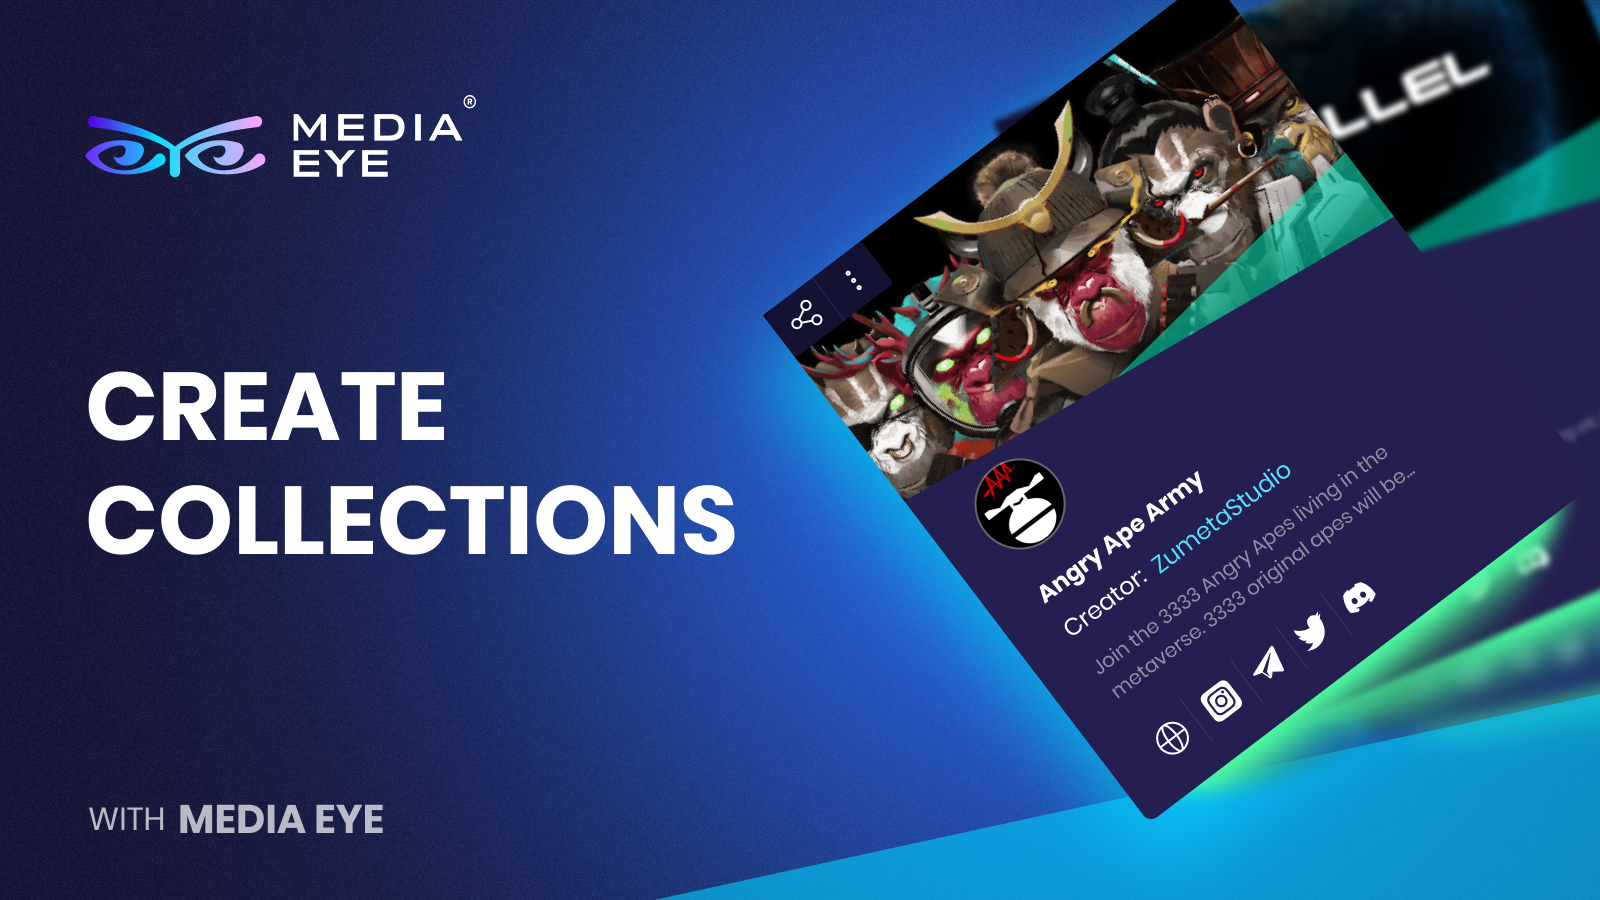 MEDIA
EYE
®
CREATE
COLLECTIONS
WITH MEDIA EYE
LLEL
AAA
Angry Ape Army
Creator: ZumetaStudio
Join the 3333 Angry Apes living in the
metaverse. 3333 original apes will be...